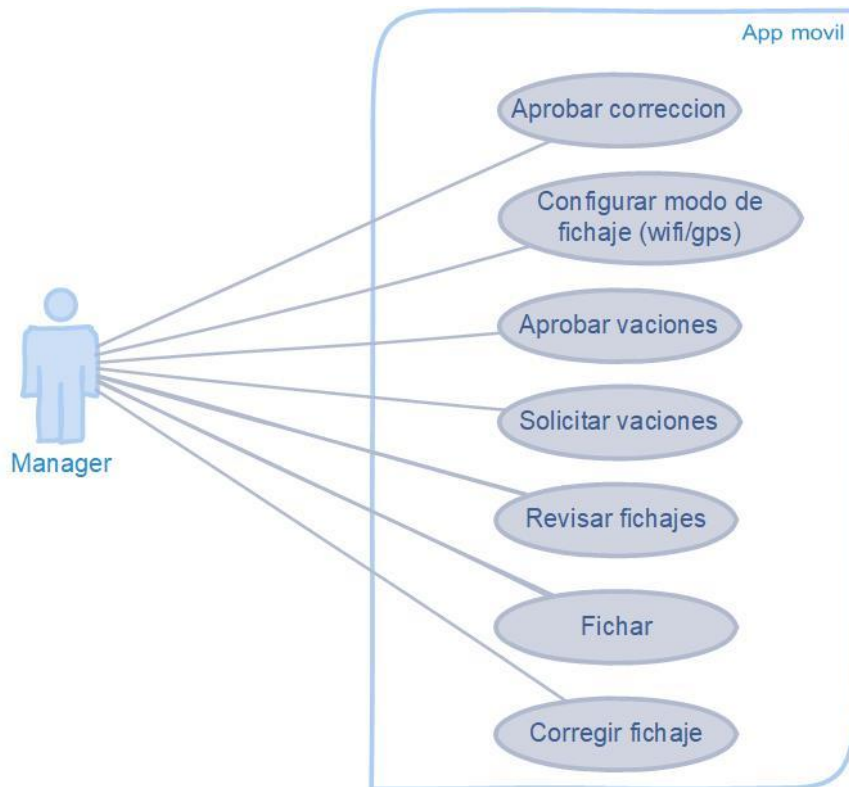 App movil
Aprobar correccion
Configurar modo de
fichaje (wifi/gps)
Aprobar vaciones
Solicitar vaciones
Manager
Revisar fichajes
Fichar
Corregir fichaje